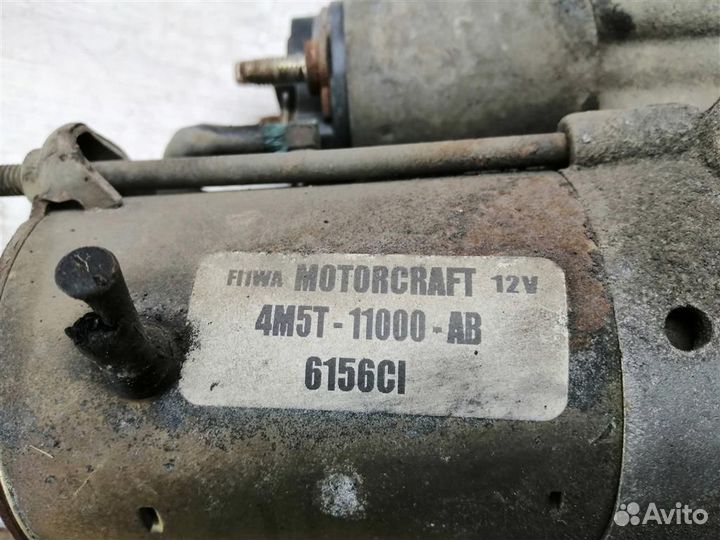 FIIWA MOTORCRAFT 12V
4M5T-11000-AB
6156CI
Avito